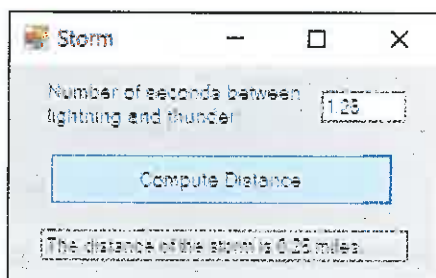 Storm
Number of seconds between
lightning and thunder
1.25
Compute Distance
The distance of the storm is 0.25 miles.